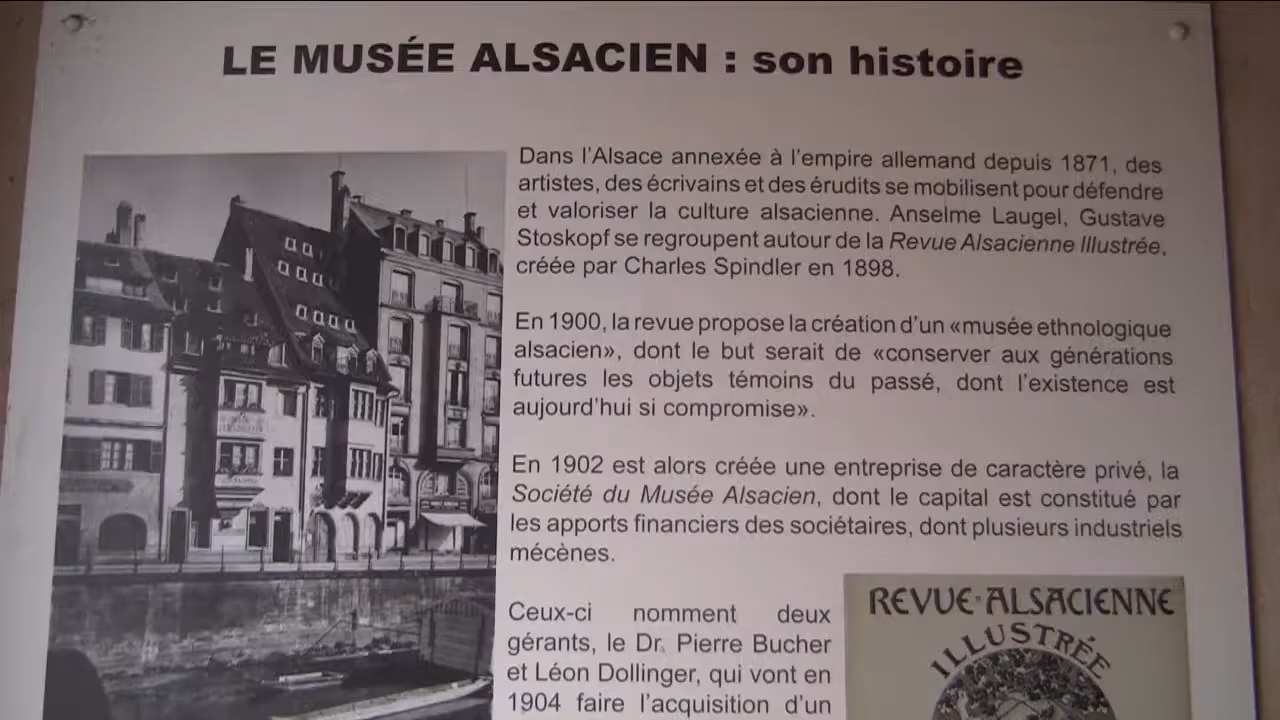 LE MUSÉE ALSACIEN : son histoire
Dans l'Alsace annexée à l'empire allemand depuis 1871, des
artistes, des écrivains et des érudits se mobilisent pour défendre
et valoriser la culture alsacienne. Anselme Laugel, Gustave
Stoskopf se regroupent autour de la Revue Alsacienne Illustrée,
créée par Charles Spindler en 1898.
En 1900, la revue propose la création d'un «musée ethnologique
alsacien», dont le but serait de «conserver aux générations
futures les objets témoins du passé, dont l'existence est
aujourd'hui si compromise».
En 1902 est alors créée une entreprise de caractère privé, la
Société du Musée Alsacien, dont le capital est constitué par
les apports financiers des sociétaires, dont plusieurs industriels
mécènes.
Ceux-ci nomment deux
gérants, le Dr. Pierre Bucher
et Léon Dollinger, qui vont en
1904 faire l'acquisition d'un
REVUE·ALSACIENNE
ILLUSTRÉE